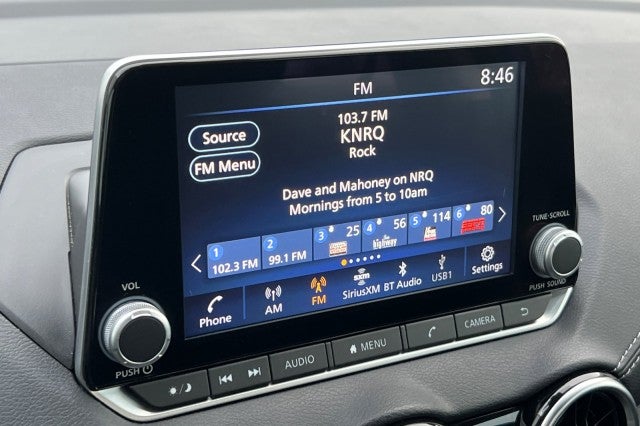 FM
8:46
103.7 FM
KNRQ
Rock
Source
FM Menu
Dave and Mahoney on NRQ
Mornings from 5 to 10am
1 102.3 FM
2 99.1 FM
3 25
4 56 highway
5 114
6 80
Phone
AM
FM
sxm SiriusXM
BT Audio
USB1
Settings
VOL
PUSH
TUNE·SCROLL
PUSH SOUND
AUDIO
MENU
CAMERA